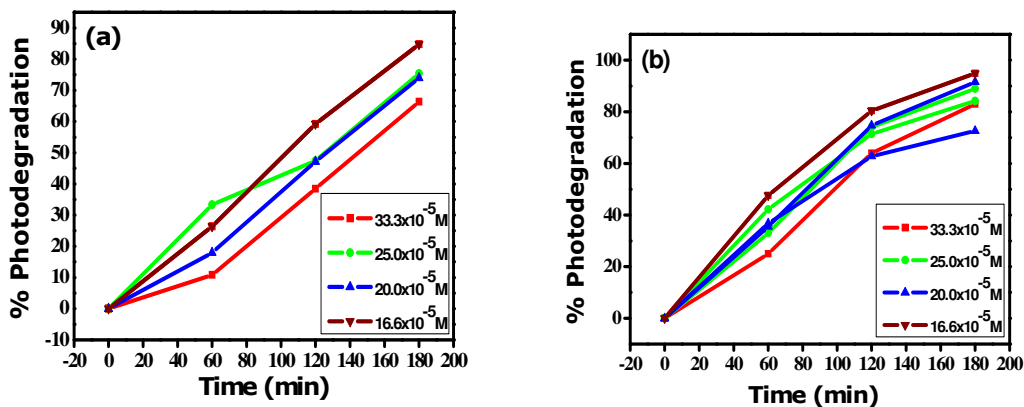 (a)
% Photodegradation
90
80
70
60
50
40
30
20
10
0
-10
-20 0 20 40 60 80 100 120 140 160 180 200
Time (min)
33.3x10⁻⁵M
25.0x10⁻⁵M
20.0x10⁻⁵M
16.6x10⁻⁵M
(b)
% Photodegradation
100
80
60
40
20
0
-20 0 20 40 60 80 100 120 140 160 180 200
Time (min)
33.3x10⁻⁵M
25.0x10⁻⁵M
20.0x10⁻⁵M
16.6x10⁻⁵M